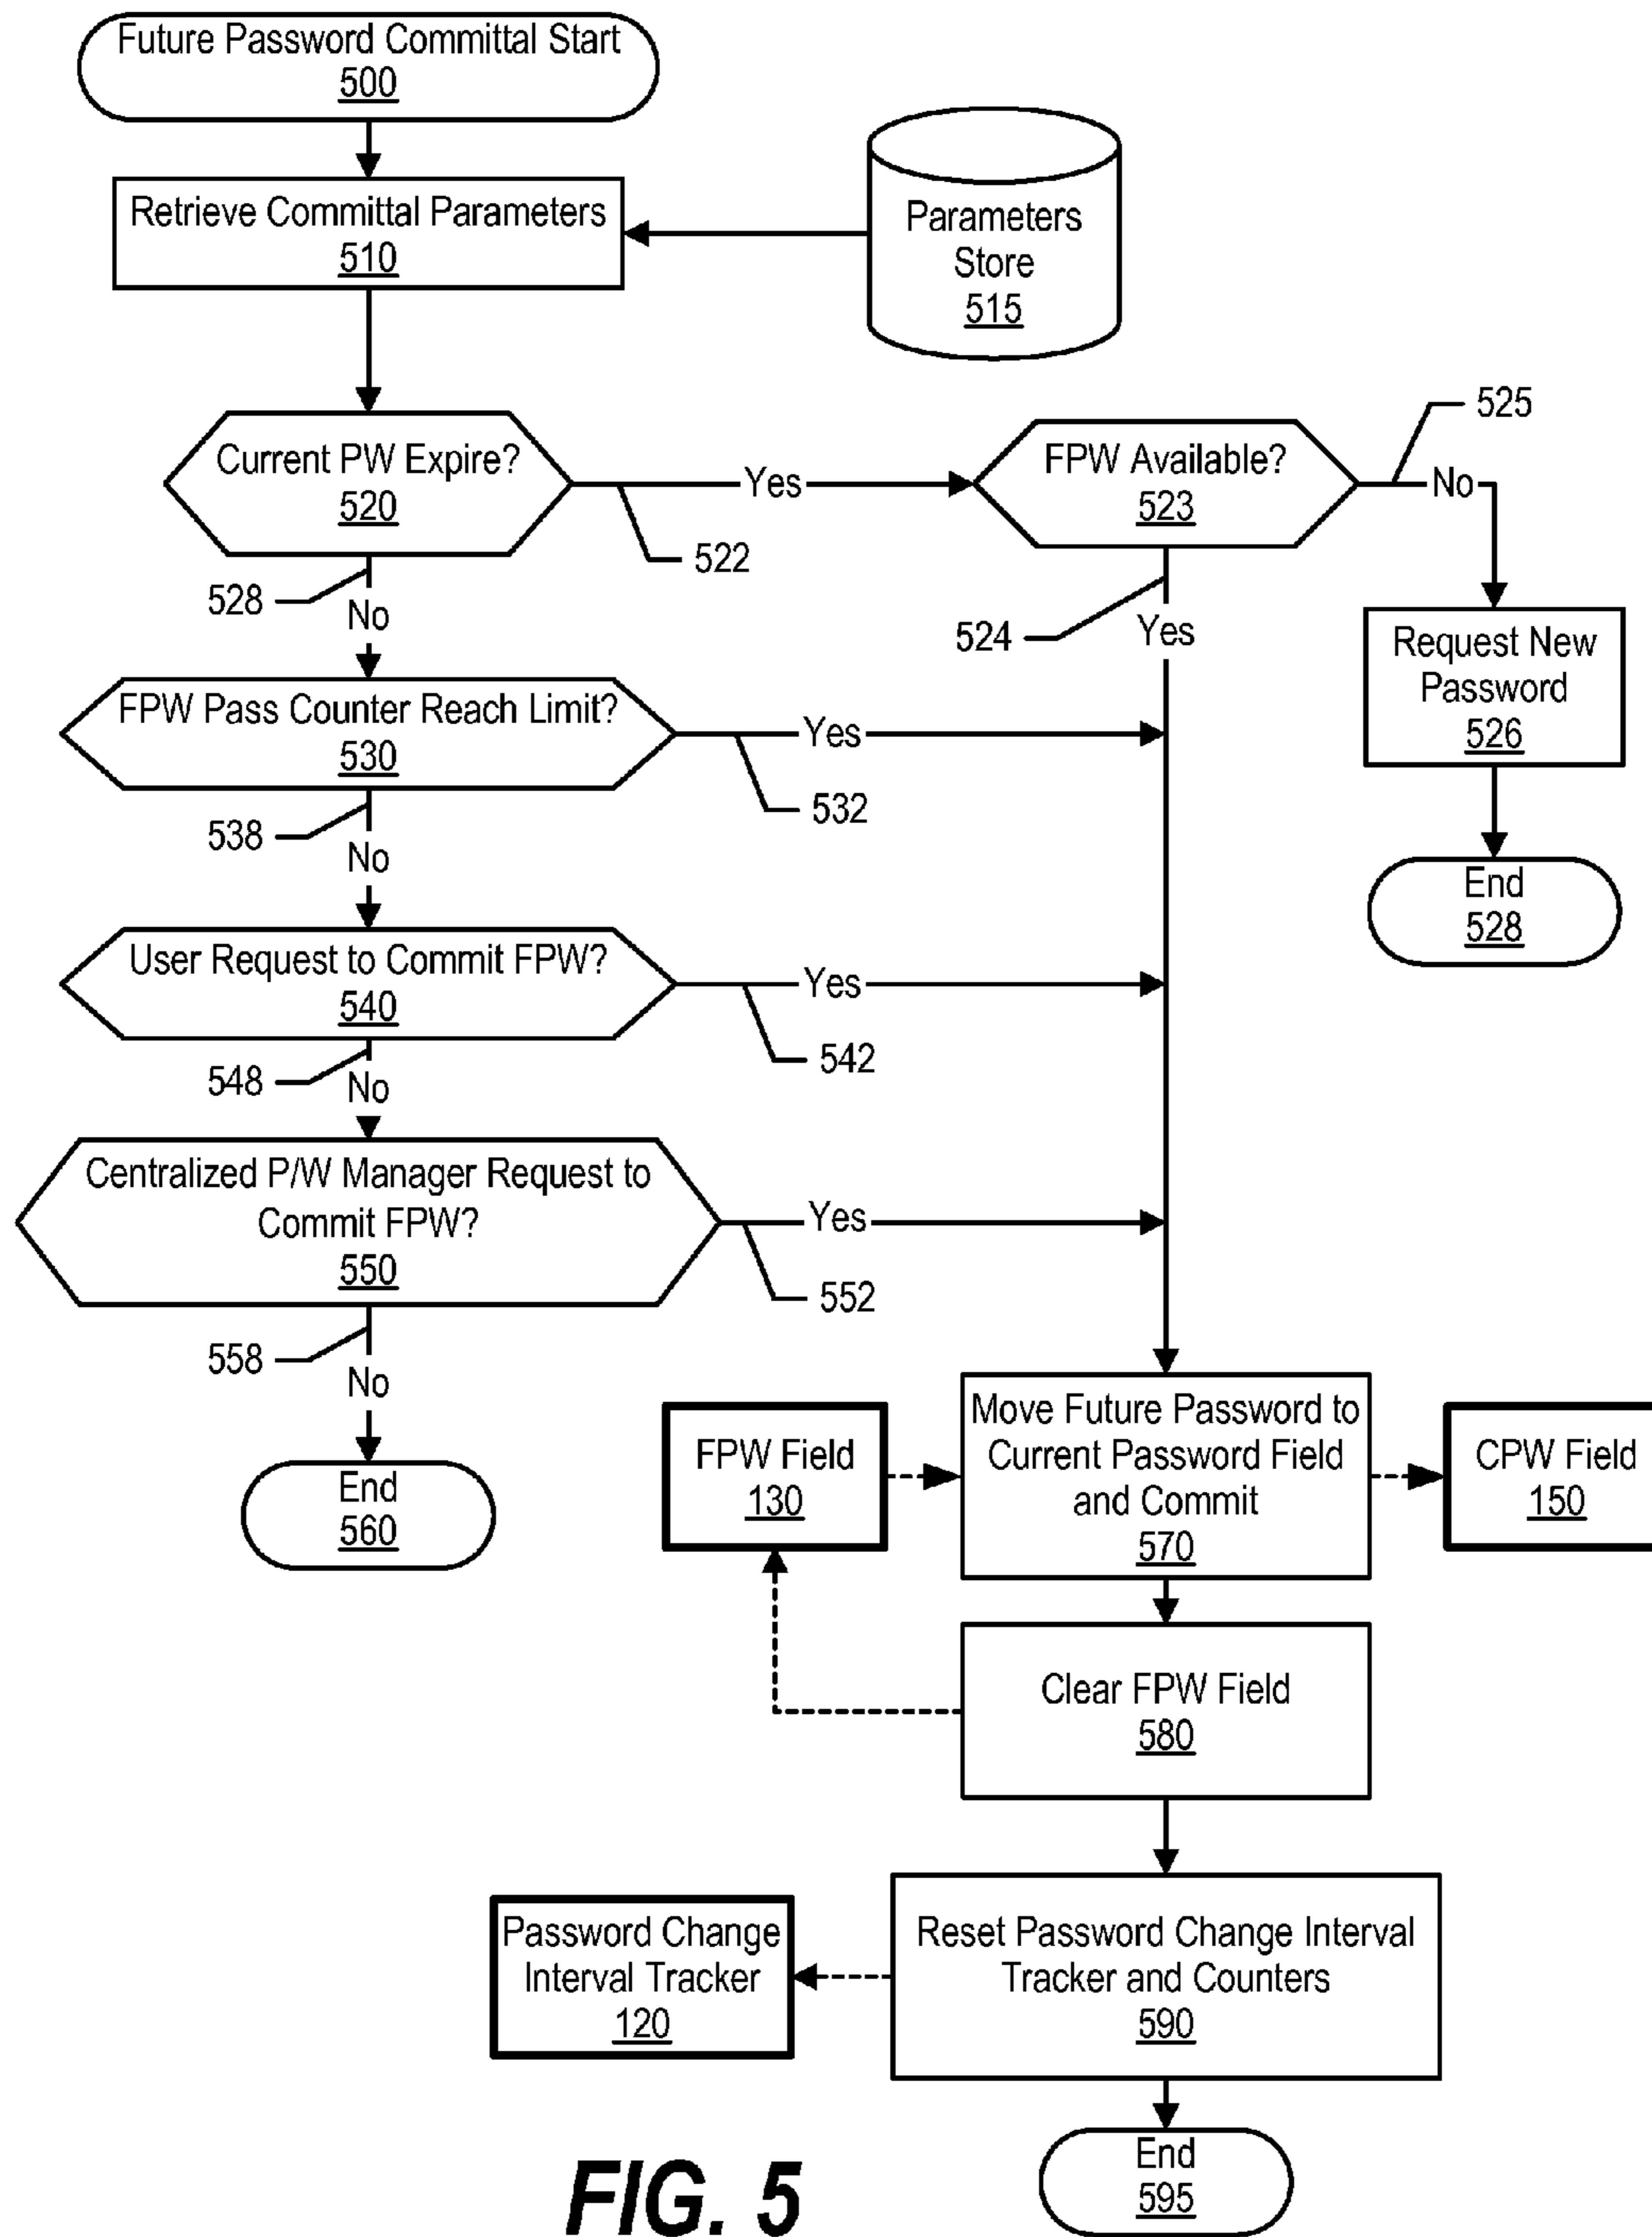 Future Password Committal Start
500
Retrieve Committal Parameters
510
Parameters
Store
515
Current PW Expire?
520
Yes
522
FPW Available?
523
525
No
528
No
524
Yes
Request New
Password
526
End
528
FPW Pass Counter Reach Limit?
530
Yes
532
538
No
User Request to Commit FPW?
540
Yes
542
548
No
Centralized P/W Manager Request to
Commit FPW?
550
Yes
552
558
No
End
560
FPW Field
130
Move Future Password to
Current Password Field
and Commit
570
CPW Field
150
Clear FPW Field
580
Password Change
Interval Tracker
120
Reset Password Change Interval
Tracker and Counters
590
End
595
FIG. 5